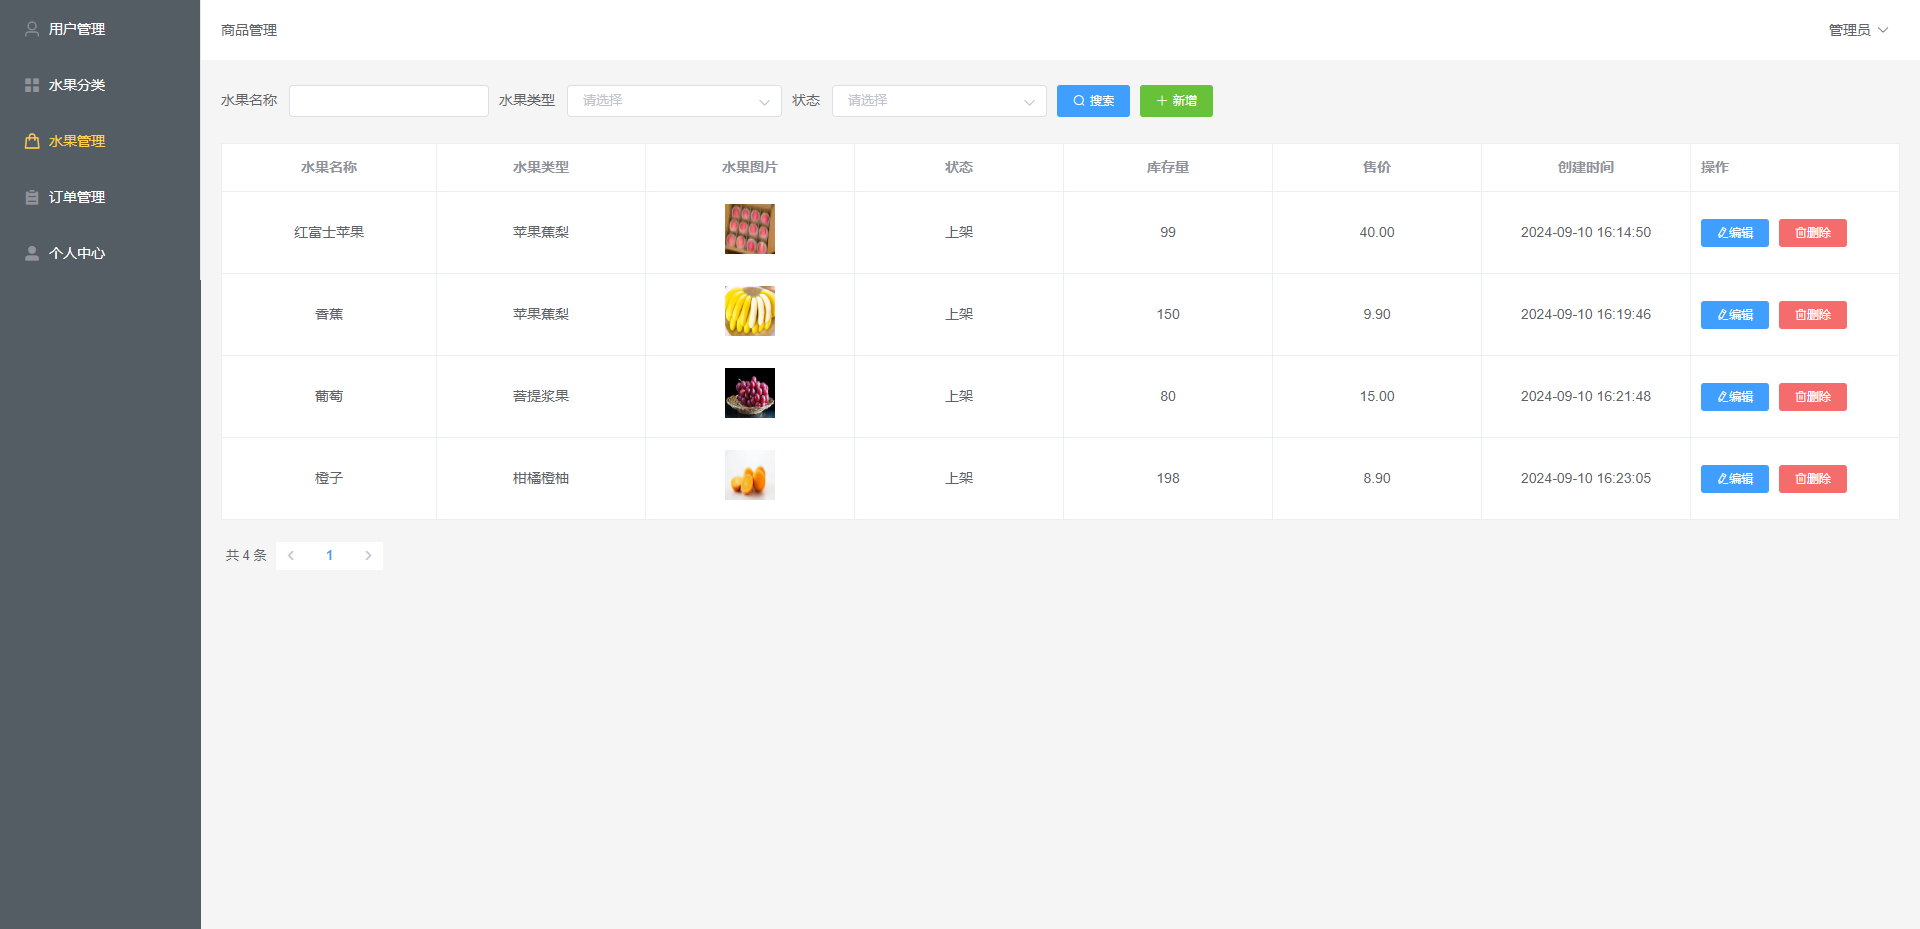 用户管理
水果分类
水果管理
订单管理
个人中心
商品管理
管理员
水果名称 水果类型 请选择 状态 请选择 搜索 新增
水果名称 水果类型 水果图片 状态 库存量 售价 创建时间 操作
红富士苹果 苹果蕉梨 上架 99 40.00 2024-09-10 16:14:50 编辑 删除
香蕉 苹果蕉梨 上架 150 9.90 2024-09-10 16:19:46 编辑 删除
葡萄 菩提浆果 上架 80 15.00 2024-09-10 16:21:48 编辑 删除
橙子 柑橘橙柚 上架 198 8.90 2024-09-10 16:23:05 编辑 删除
共 4 条 1